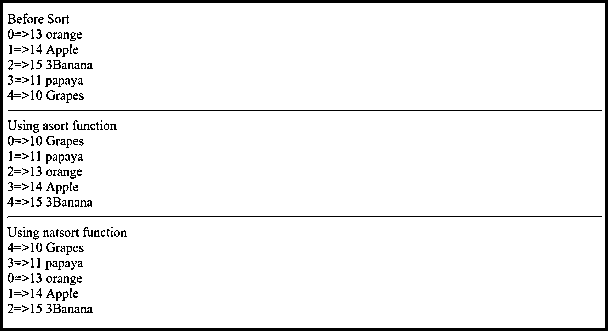 Before Sort
0=>13 orange
1=>14 Apple
2=>15 3Banana
3=>11 papaya
4=>10 Grapes
Using asort function
0=>10 Grapes
1=>11 papaya
2=>13 orange
3=>14 Apple
4=>15 3Banana
Using natsort function
4=>10 Grapes
3=>11 papaya
0=>13 orange
1=>14 Apple
2=>15 3Banana